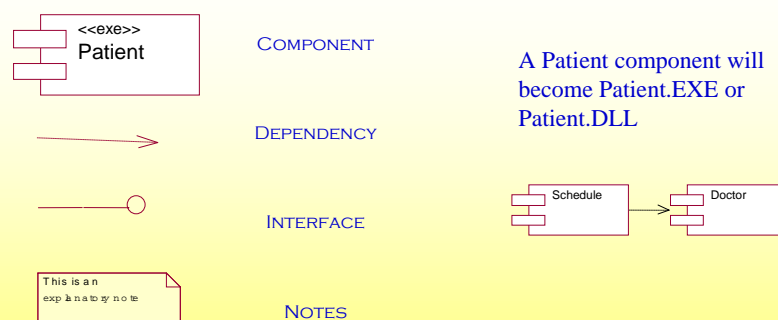 <<exe>>
Patient
COMPONENT
A Patient component will
become Patient.EXE or
Patient.DLL
DEPENDENCY
Schedule
Doctor
INTERFACE
This is an
explanatory note
NOTES